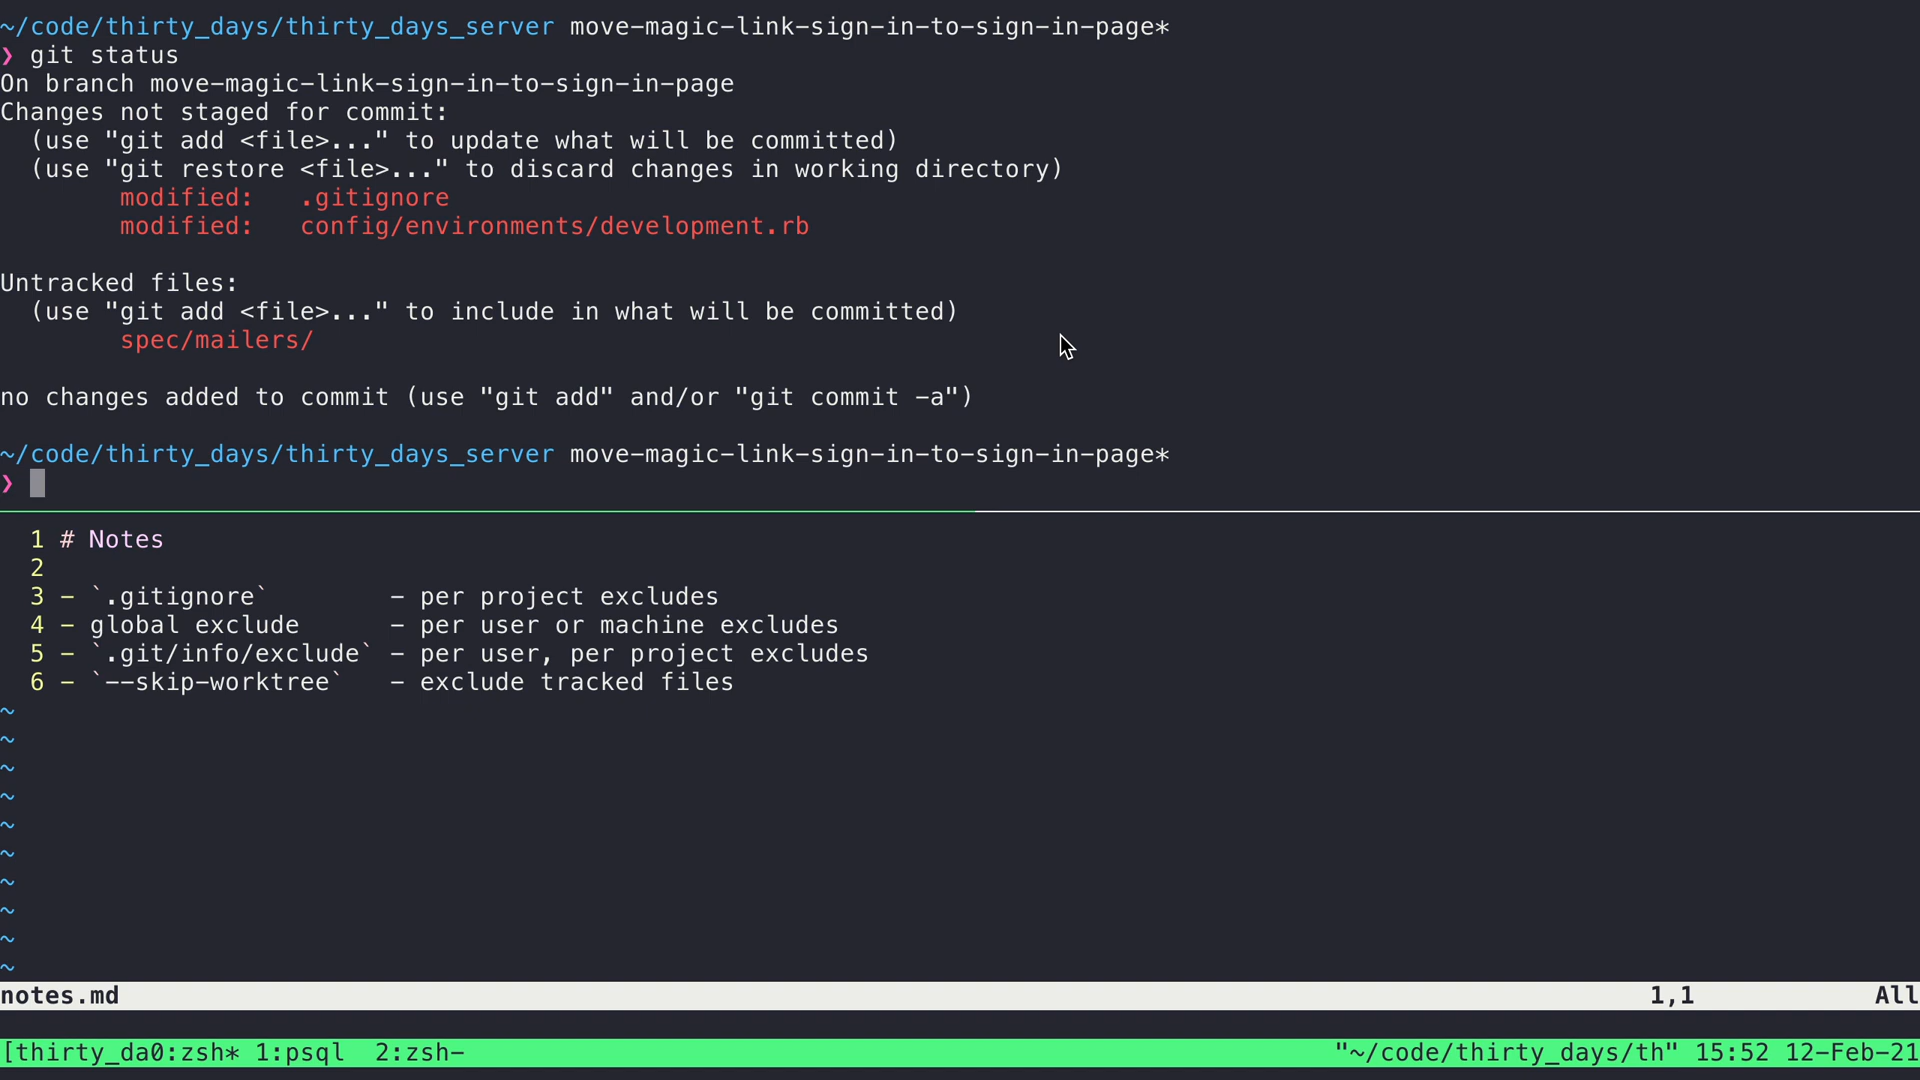 ~/code/thirty_days/thirty_days_server move-magic-link-sign-in-to-sign-in-page*
❯ git status
On branch move-magic-link-sign-in-to-sign-in-page
Changes not staged for commit:
  (use "git add <file>..." to update what will be committed)
  (use "git restore <file>..." to discard changes in working directory)
        modified:   .gitignore
        modified:   config/environments/development.rb
Untracked files:
  (use "git add <file>..." to include in what will be committed)
        spec/mailers/
no changes added to commit (use "git add" and/or "git commit -a")
~/code/thirty_days/thirty_days_server move-magic-link-sign-in-to-sign-in-page*
❯
  1 # Notes
  2
  3 - `.gitignore`        - per project excludes
  4 - global exclude      - per user or machine excludes
  5 - `.git/info/exclude` - per user, per project excludes
  6 - `--skip-worktree`   - exclude tracked files
~
~
~
~
~
~
~
~
~
~
notes.md 1,1 All
[thirty_da0:zsh* 1:psql  2:zsh- "~/code/thirty_days/th" 15:52 12-Feb-21